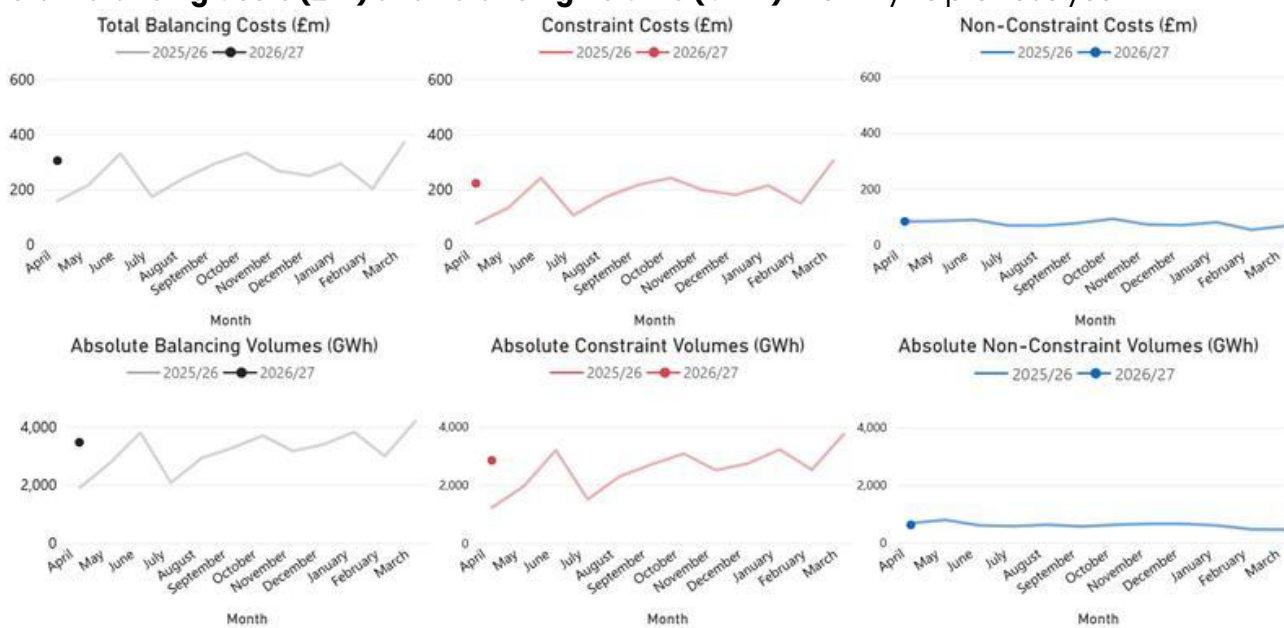 Total Balancing Costs (£m)
2025/26 2026/27
600
400
200
0
April May June July August September October November December January February March
Month
Constraint Costs (£m)
2025/26 2026/27
600
400
200
0
April May June July August September October November December January February March
Month
Non-Constraint Costs (£m)
2025/26 2026/27
600
400
200
0
April May June July August September October November December January February March
Absolute Balancing Volumes (GWh)
2025/26 2026/27
4,000
2,000
0
April May June July August September October November December January February March
Month
Absolute Constraint Volumes (GWh)
2025/26 2026/27
4,000
2,000
0
April May June July August September October November December January February March
Month
Absolute Non-Constraint Volumes (GWh)
2025/26 2026/27
4,000
2,000
0
April May June July August September October November December January February March
Month